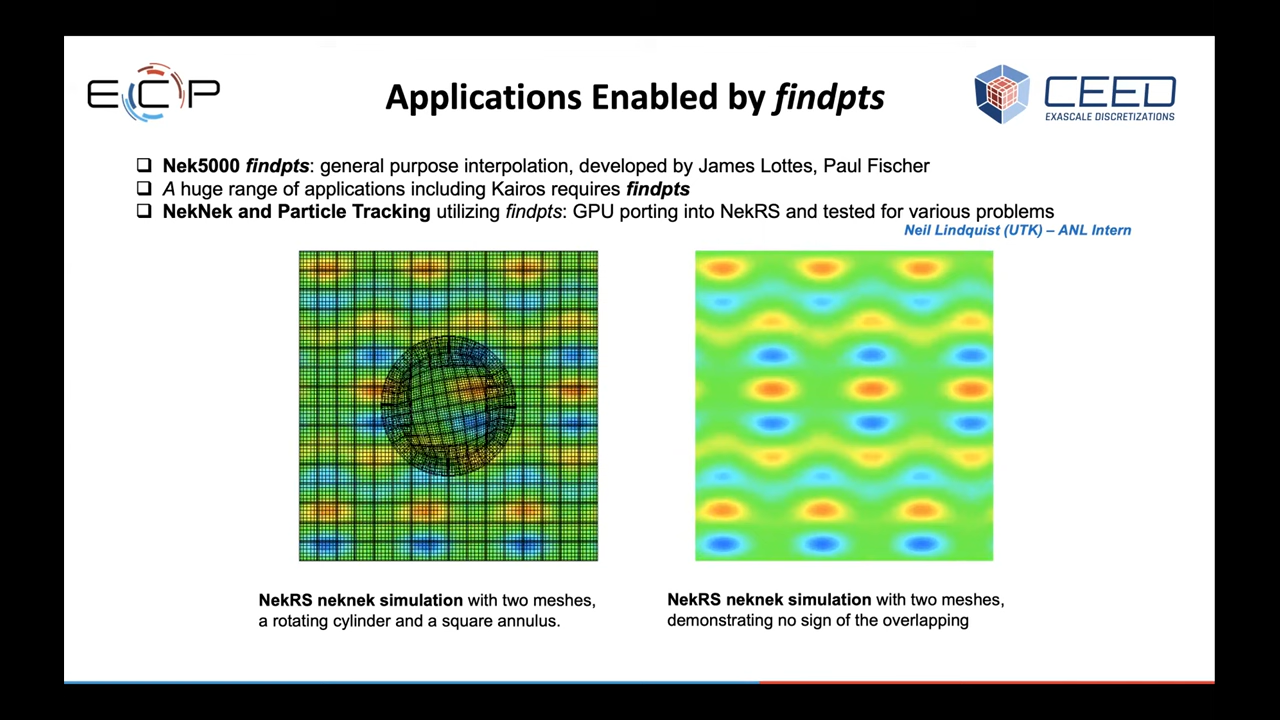 ECP
Applications Enabled by findpts
CEED
EXASCALE DISCRETIZATIONS
❑ Nek5000 findpts: general purpose interpolation, developed by James Lottes, Paul Fischer
❑ A huge range of applications including Kairos requires findpts
❑ NekNek and Particle Tracking utilizing findpts: GPU porting into NekRS and tested for various problems
Neil Lindquist (UTK) – ANL Intern
NekRS neknek simulation with two meshes,
a rotating cylinder and a square annulus.
NekRS neknek simulation with two meshes,
demonstrating no sign of the overlapping